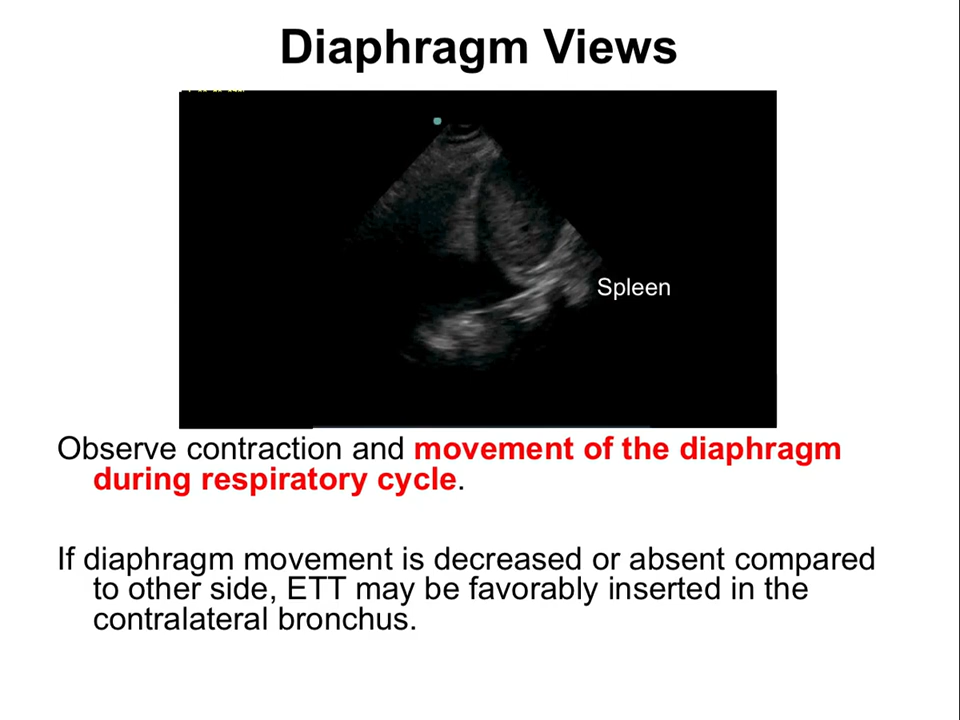 Diaphragm Views
Spleen
Observe contraction and movement of the diaphragm
during respiratory cycle.
If diaphragm movement is decreased or absent compared
to other side, ETT may be favorably inserted in the
contralateral bronchus.